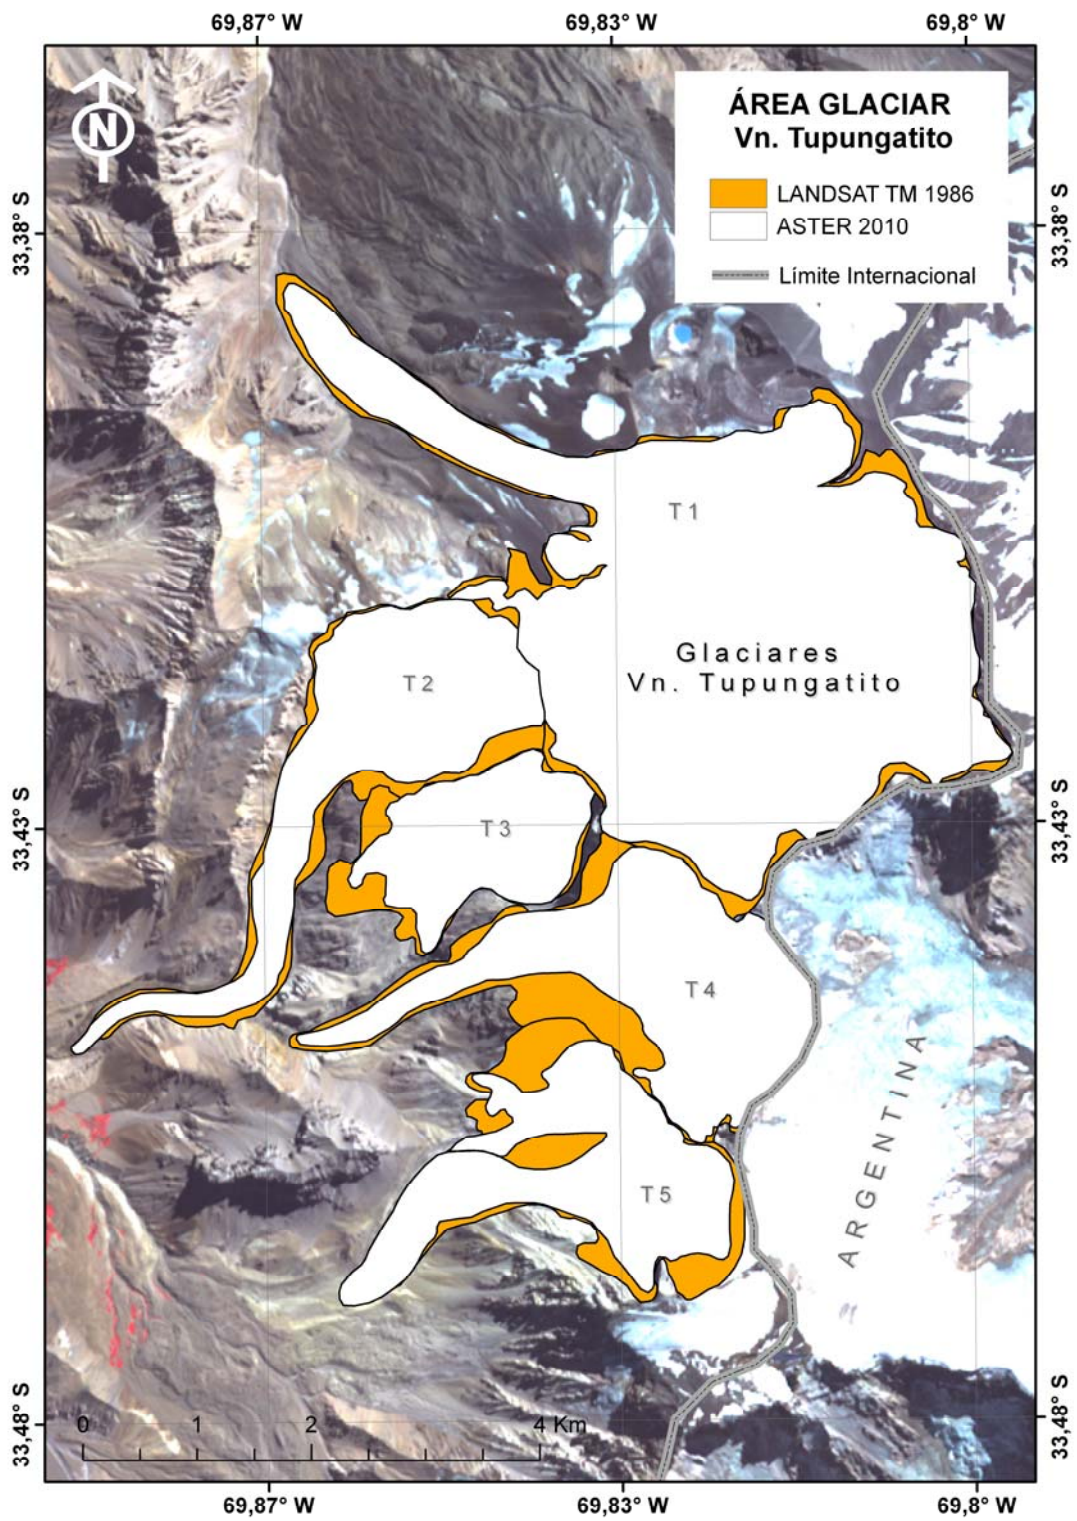 69,87° W 69,83° W 69,8° W
N
ÁREA GLACIAR
Vn. Tupungatito
LANDSAT TM 1986
ASTER 2010
Límite Internacional
33,38° S 33,38° S
T 1
Glaciares
Vn. Tupungatito
T 2
T 3
33,43° S 33,43° S
T 4
ARGENTINA
T 5
33,48° S 33,48° S
0 1 2 4 Km
69,87° W 69,83° W 69,8° W